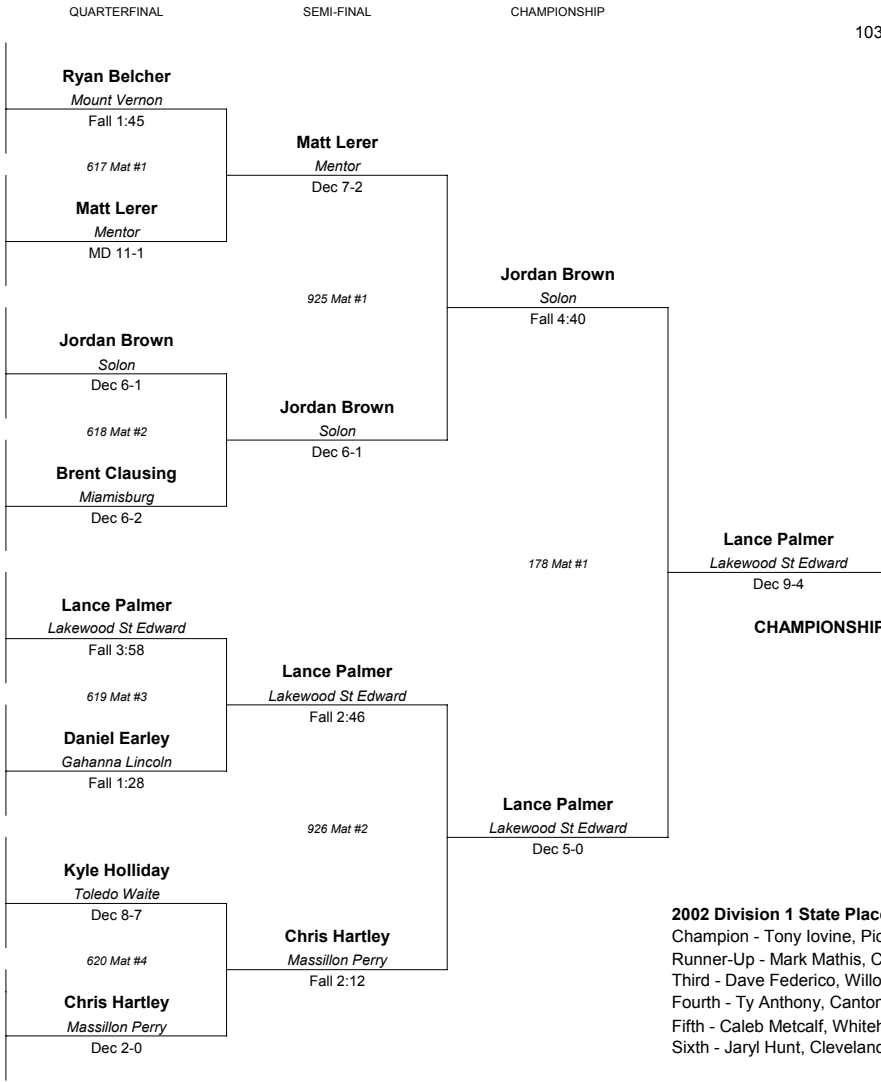 QUARTERFINAL SEMI-FINAL CHAMPIONSHIP
103
Ryan Belcher
Mount Vernon
Fall 1:45
617 Mat #1
Matt Lerer
Mentor
MD 11-1
Matt Lerer
Mentor
Dec 7-2
925 Mat #1
Jordan Brown
Solon
Dec 6-1
618 Mat #2
Brent Clausing
Miamisburg
Dec 6-2
Jordan Brown
Solon
Dec 6-1
Jordan Brown
Solon
Fall 4:40
178 Mat #1
Lance Palmer
Lakewood St Edward
Dec 9-4
CHAMPIONSHIP
Lance Palmer
Lakewood St Edward
Fall 3:58
619 Mat #3
Daniel Earley
Gahanna Lincoln
Fall 1:28
Lance Palmer
Lakewood St Edward
Fall 2:46
926 Mat #2
Kyle Holliday
Toledo Waite
Dec 8-7
620 Mat #4
Chris Hartley
Massillon Perry
Dec 2-0
Chris Hartley
Massillon Perry
Fall 2:12
Lance Palmer
Lakewood St Edward
Dec 5-0
2002 Division 1 State Plac
Champion - Tony Iovine, Pic
Runner-Up - Mark Mathis, C
Third - Dave Federico, Willo
Fourth - Ty Anthony, Canton
Fifth - Caleb Metcalf, Whiteh
Sixth - Jaryl Hunt, Cleveland